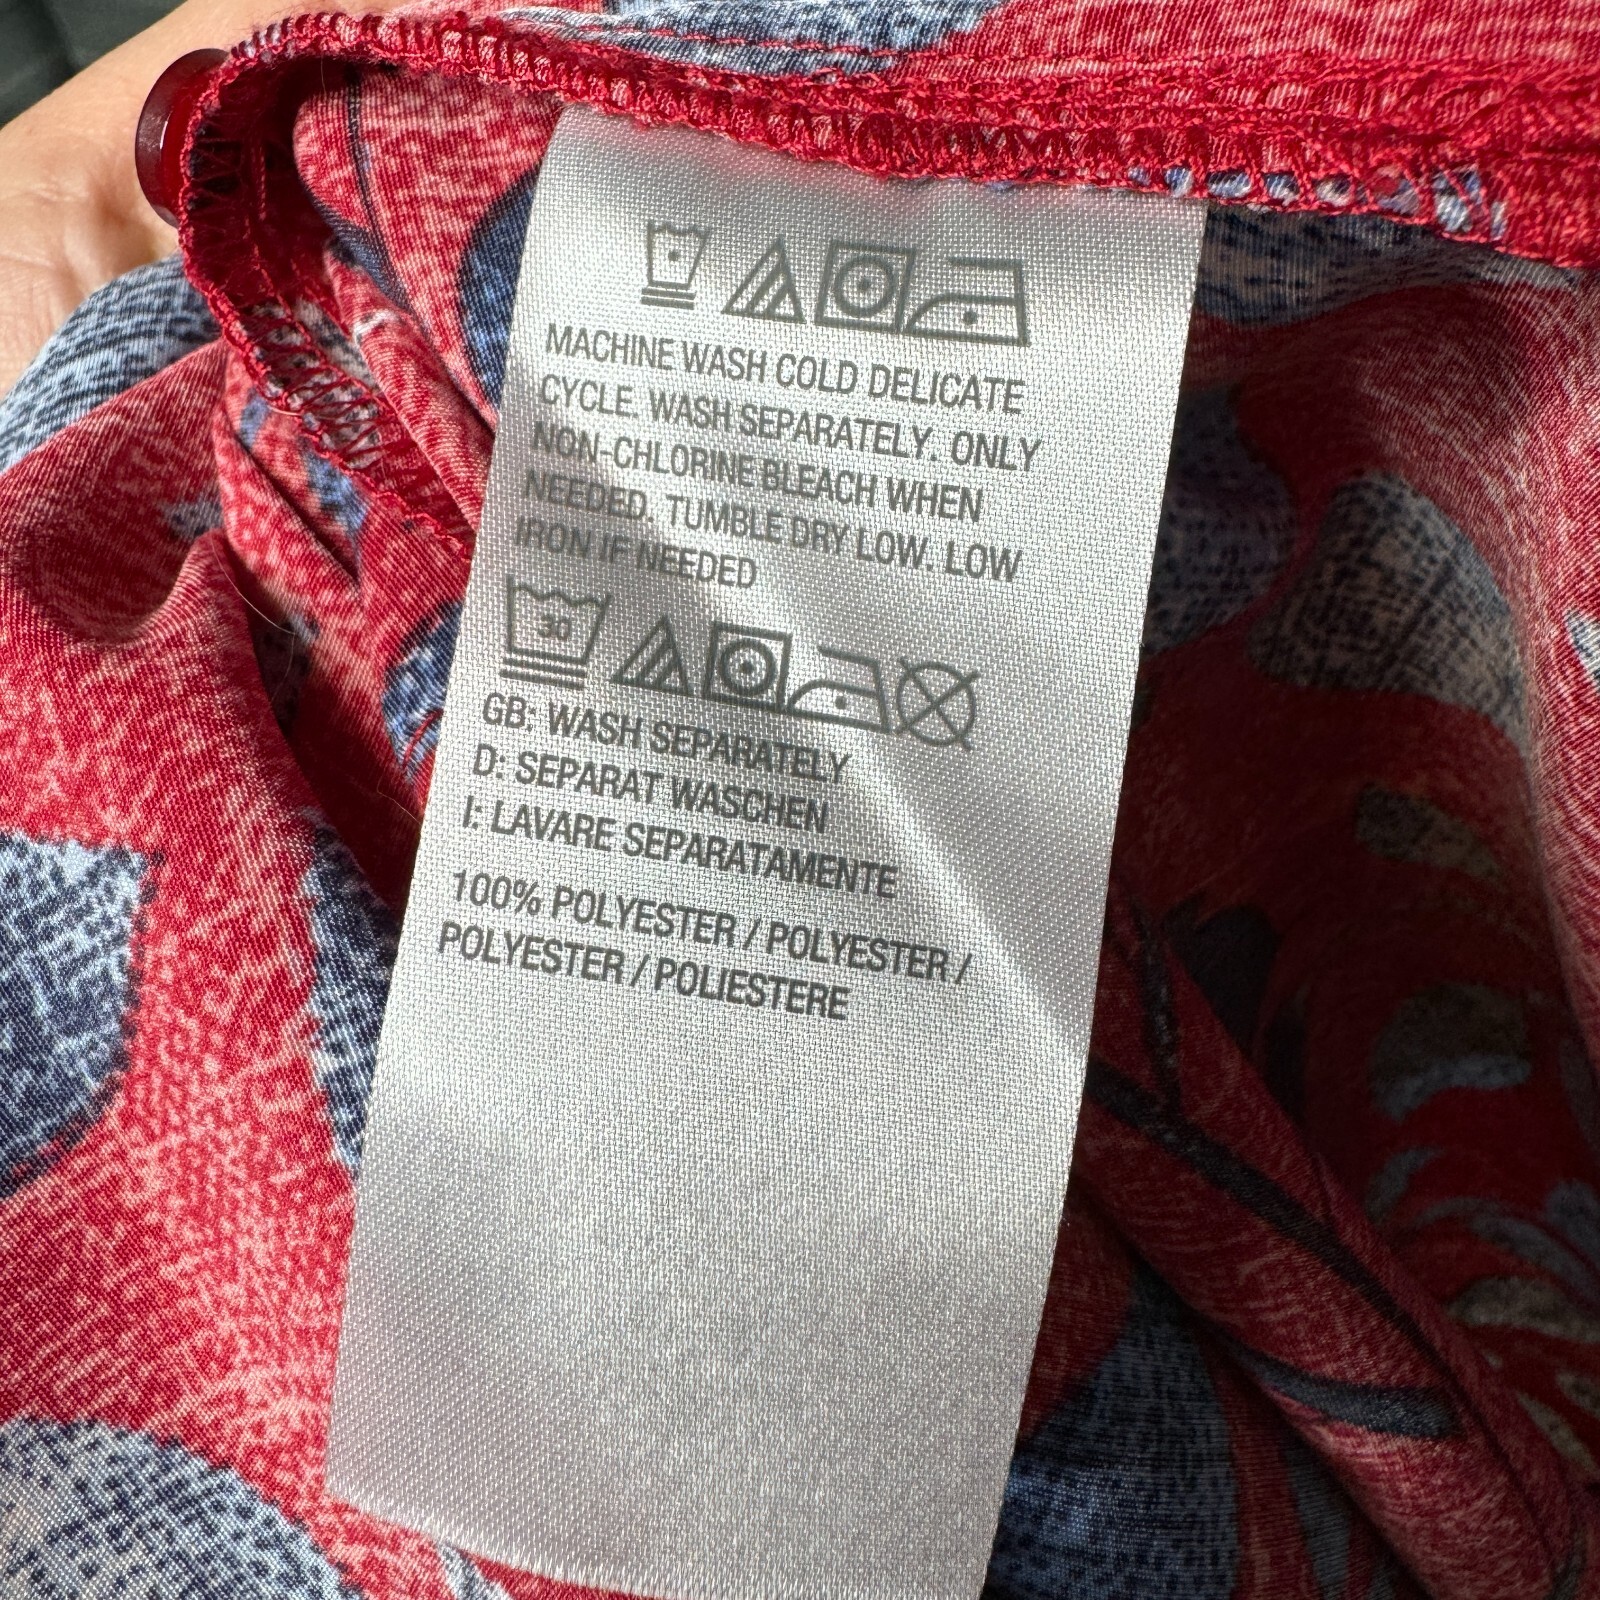 MACHINE WASH COLD DELICATE
CYCLE. WASH SEPARATELY. ONLY
NON-CHLORINE BLEACH WHEN
NEEDED. TUMBLE DRY LOW. LOW
IRON IF NEEDED
30
GB: WASH SEPARATELY
D: SEPARAT WASCHEN
I: LAVARE SEPARATAMENTE
100% POLYESTER / POLYESTER /
POLYESTER / POLIESTERE